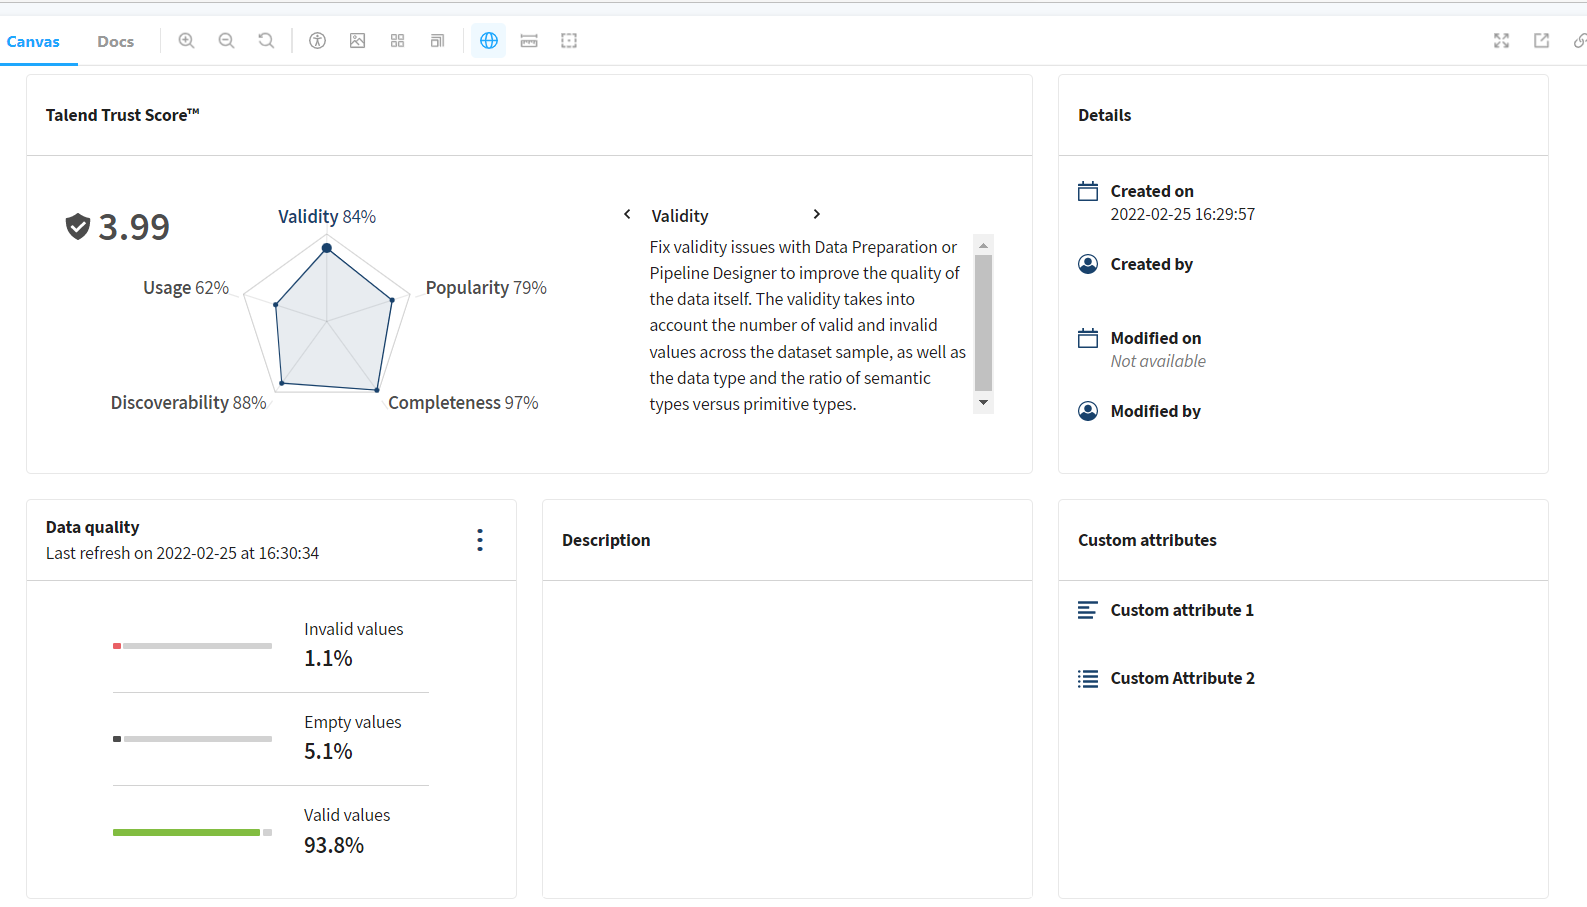 Canvas
Docs
Talend Trust Score™
3.99
Validity 84%
Usage 62%
Popularity 79%
Discoverability 88%
Completeness 97%
Validity
Fix validity issues with Data Preparation or
Pipeline Designer to improve the quality of
the data itself. The validity takes into
account the number of valid and invalid
values across the dataset sample, as well as
the data type and the ratio of semantic
types versus primitive types.
Details
Created on
2022-02-25 16:29:57
Created by
Modified on
Not available
Modified by
Data quality
Last refresh on 2022-02-25 at 16:30:34
Invalid values
1.1%
Empty values
5.1%
Valid values
93.8%
Description
Custom attributes
Custom attribute 1
Custom Attribute 2